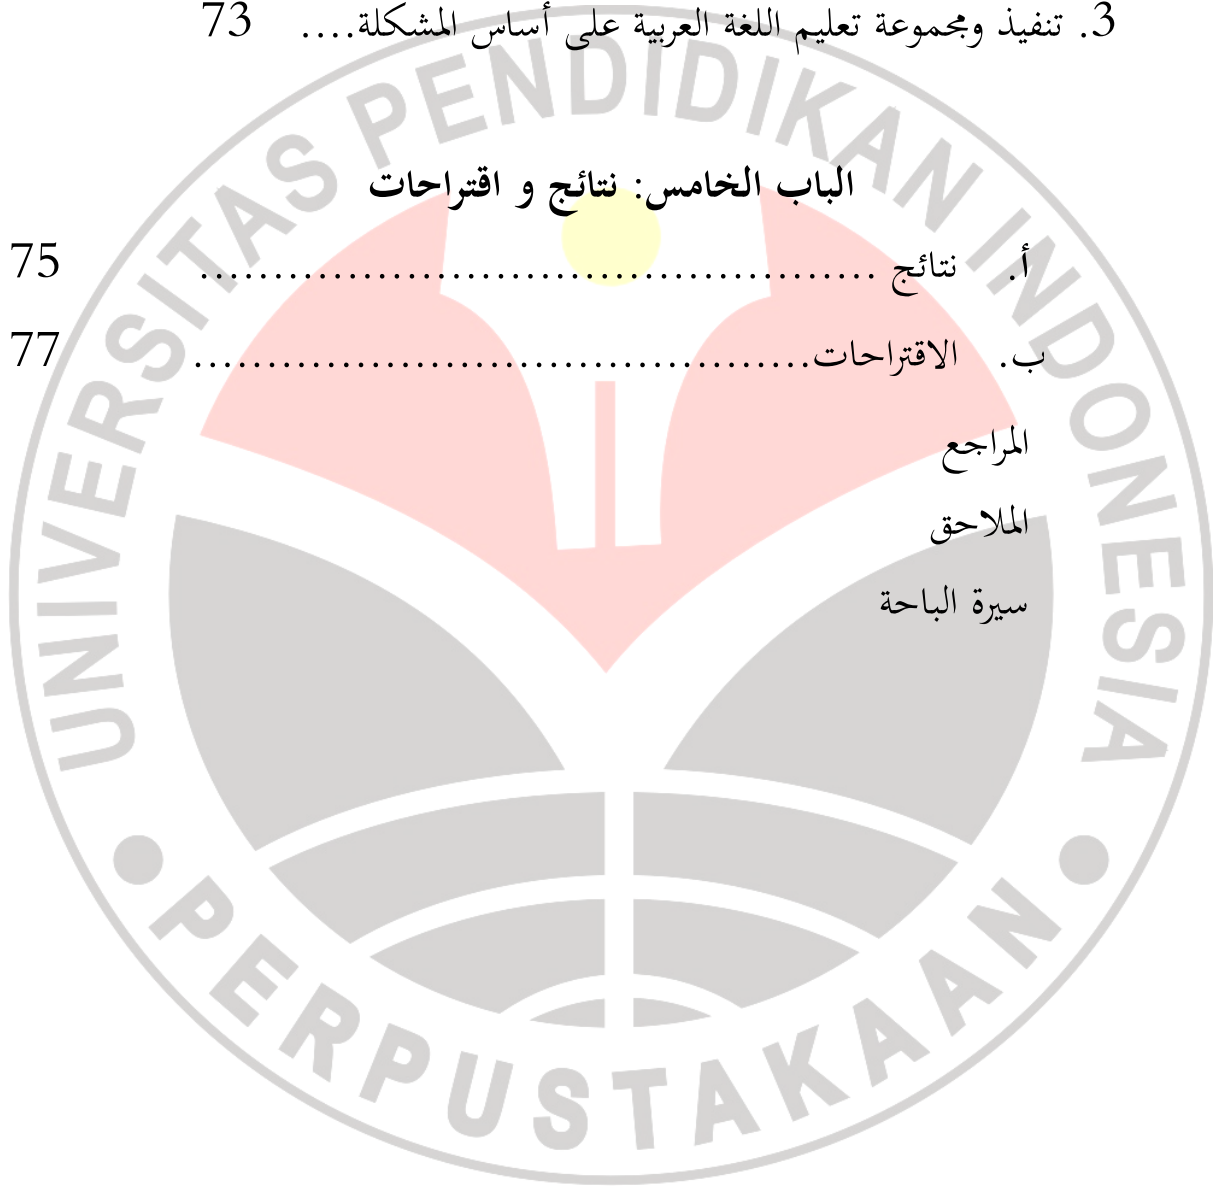 3. تنفيذ ومجموعة تعليم اللغة العربية على أساس المشكلة.... 73
الباب الخامس: نتائج و اقتراحات
أ. نتائج .............................................. 75
ب. الاقتراحات.......................................... 77
المراجع
الملاحق
سيرة الباحة
UNIVERSITAS PENDIDIKAN INDONESIA
PERPUSTAKAAN